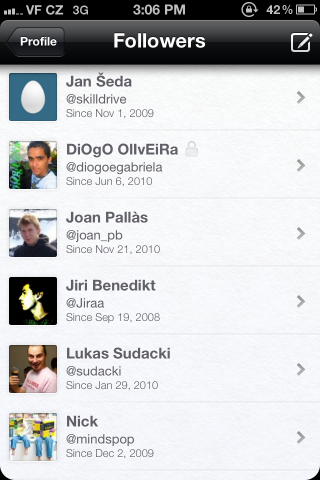 VF CZ 3G 3:06 PM 42%
Profile Followers
Jan Šeda
@skilldrive
Since Nov 1, 2009
DiOgO OlIvEiRa
@diogoegabriela
Since Jun 6, 2010
Joan Pallàs
@joan_pb
Since Nov 21, 2010
Jiri Benedikt
@Jiraa
Since Sep 19, 2008
Lukas Sudacki
@sudacki
Since Jan 29, 2010
Nick
@mindspop
Since Dec 2, 2009